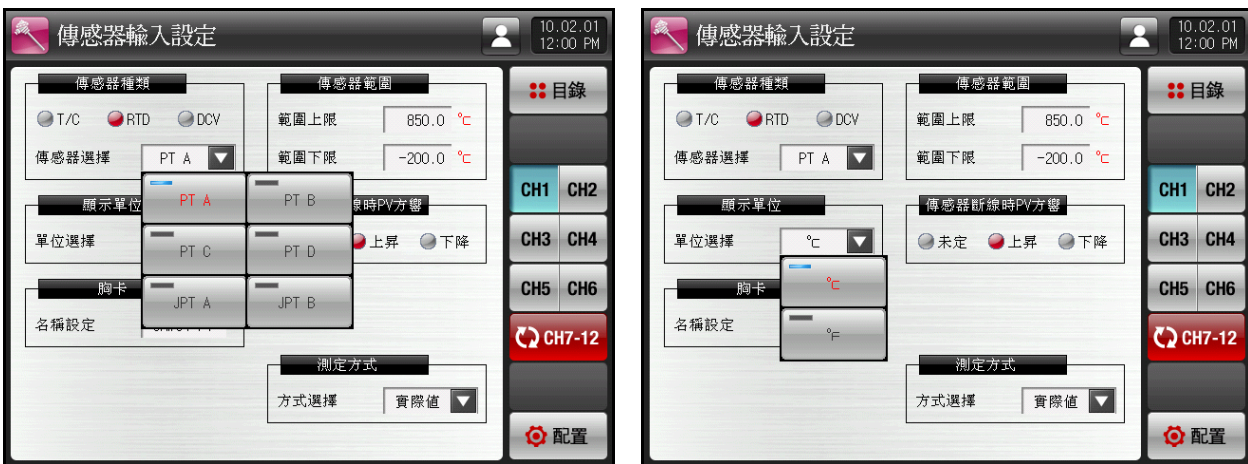 傳感器輸入設定
10.02.01
12:00 PM
傳感器種類
T/C RTD DCV
傳感器選擇 PT A
PT A PT B
PT C PT D
JPT A JPT B
傳感器範圍
範圍上限 850.0 ℃
範圍下限 -200.0 ℃
顯示單位
線時PV方響
單位選擇
上昇 下降
胸卡
名稱設定
測定方式
方式選擇 實際值
目錄
CH1 CH2
CH3 CH4
CH5 CH6
CH7-12
配置
傳感器輸入設定
10.02.01
12:00 PM
傳感器種類
T/C RTD DCV
傳感器選擇 PT A
傳感器範圍
範圍上限 850.0 ℃
範圍下限 -200.0 ℃
顯示單位
單位選擇 ℃
℃
℉
傳感器斷線時PV方響
未定 上昇 下降
胸卡
名稱設定
測定方式
方式選擇 實際值
目錄
CH1 CH2
CH3 CH4
CH5 CH6
CH7-12
配置